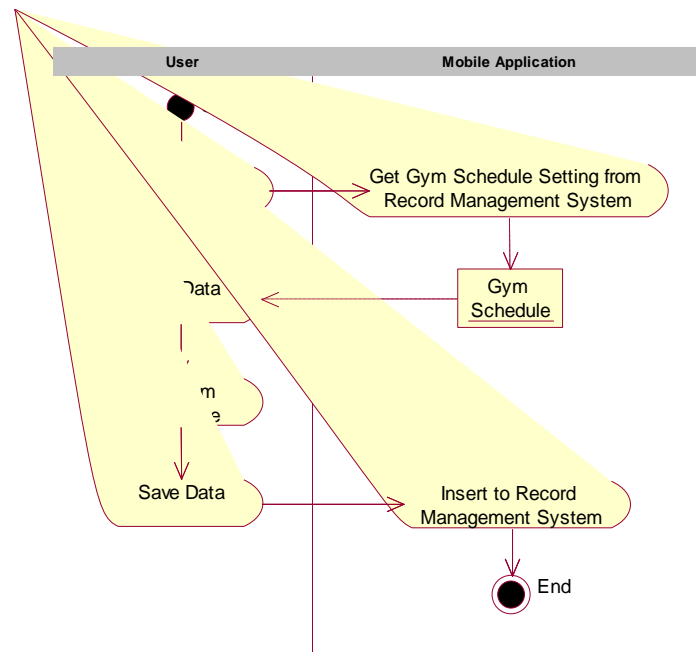 User
Mobile Application
Get Gym Schedule Setting from
Record Management System
Data
Gym
Schedule
Save Data
Insert to Record
Management System
End